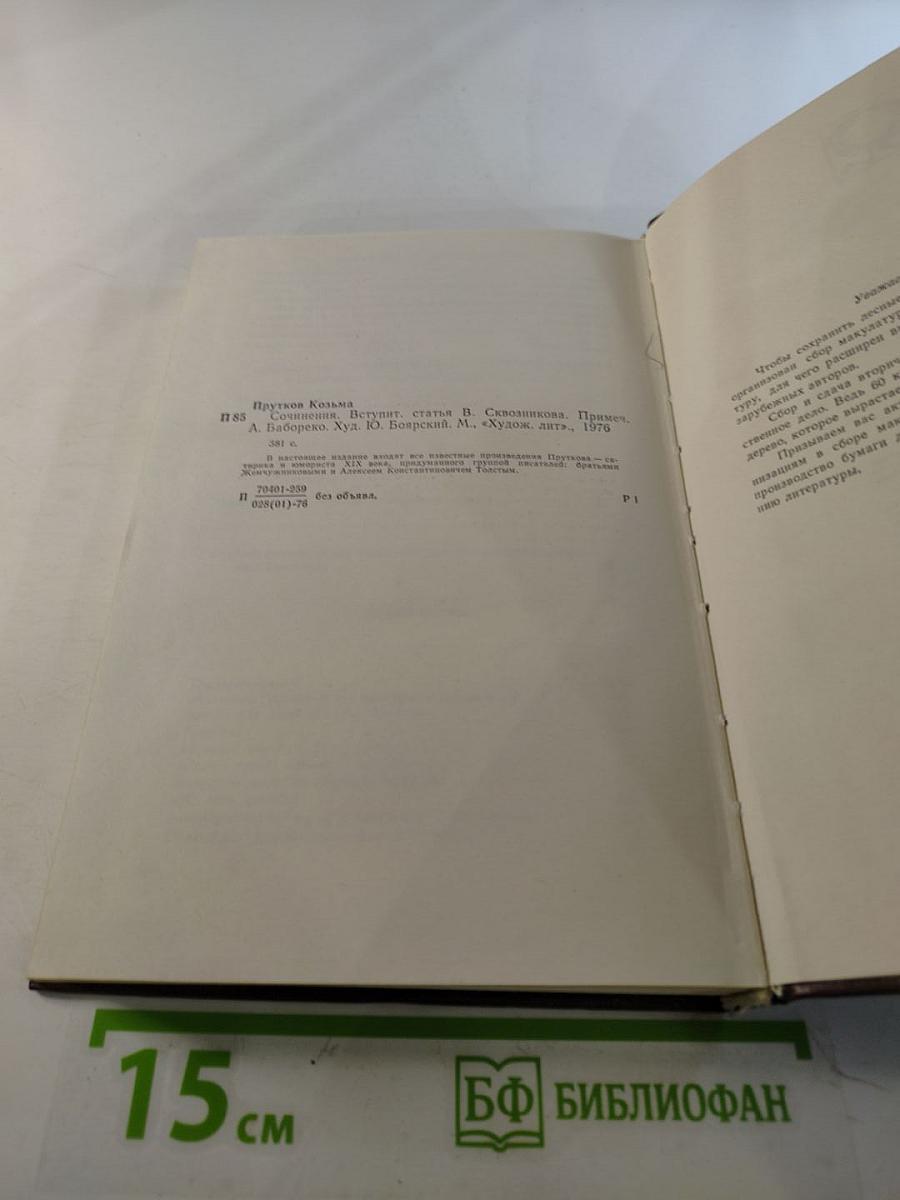 Прутков Козьма
П 85 Сочинения. Вступит. статья В. Сквозникова. Примеч.
А. Бабореко. Худ. Ю. Боярский. М., «Худож. лит»., 1976
381 с.
В настоящее издание входят все известные произведения Пруткова — са-
тирика и юмориста XIX века, придуманного группой писателей: братьями
Жемчужниковыми и Алексеем Константиновичем Толстым.
П 70401-259
028(01)-76 без объявл.
Р 1
Уважае
Чтобы сохранить лесные
организован сбор макулатур
туру, для чего расширен вы
зарубежных авторов.
Сбор и сдача вторич
ственное дело. Ведь 60 к
дерево, которое вырастае
Призываем вас ак
низациям в сборе мак
производство бумаги д
нию литературы.
15 см
БФ БИБЛИОФАН